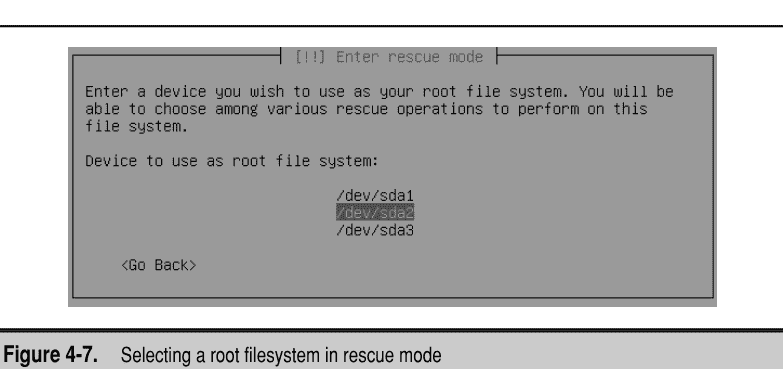 [!!] Enter rescue mode
Enter a device you wish to use as your root file system. You will
able to choose among various rescue operations to perform on this
file system.
Device to use as root file system:
/dev/sda1
/dev/sda2
/dev/sda3
<Go Back>
Figure 4-7. Selecting a root filesystem in rescue mode